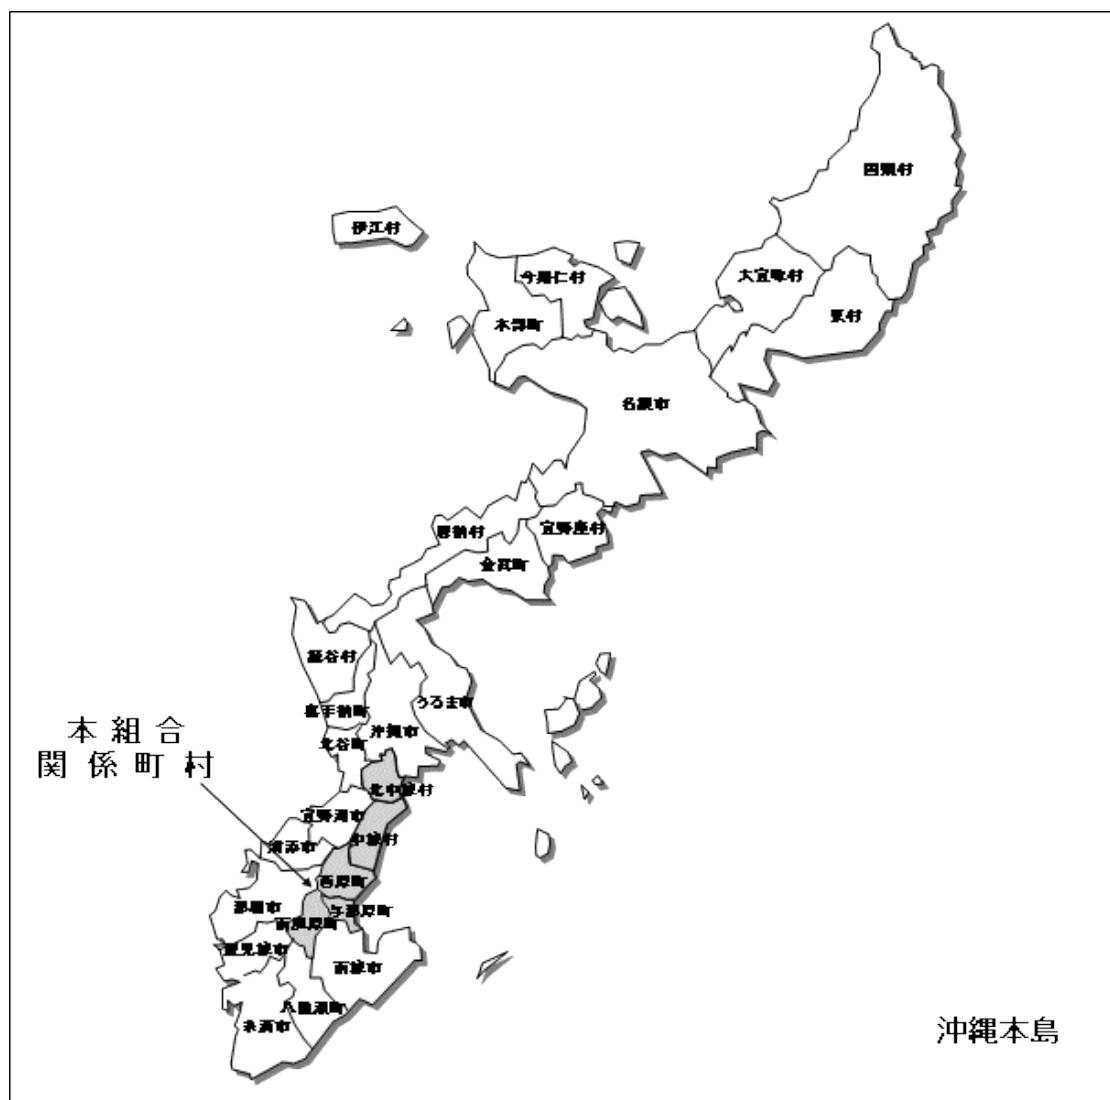 国頭村
伊江村
今帰仁村
大宜味村
東村
本部町
名護市
恩納村
宜野座村
金武町
読谷村
うるま市
嘉手納町
沖縄市
北谷町
本組合
関係町村
北中城村
宜野湾市
中城村
浦添市
西原町
那覇市
与那原町
南風原町
豊見城市
南城市
八重瀬町
糸満市
沖縄本島